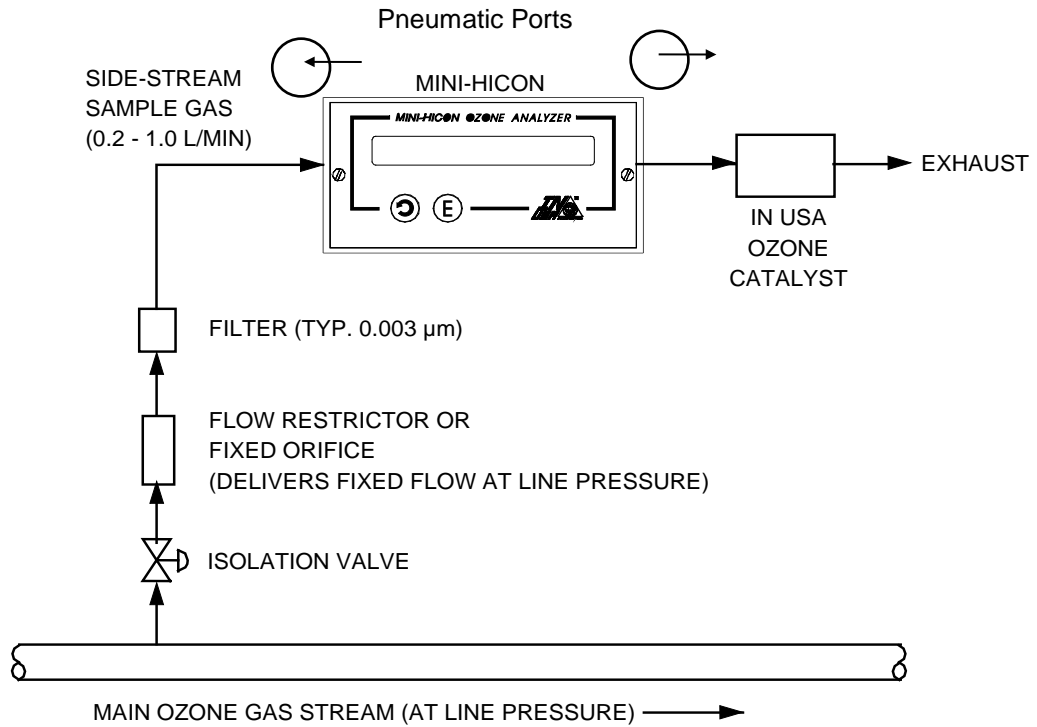 Pneumatic Ports
SIDE-STREAM
SAMPLE GAS
(0.2 - 1.0 L/MIN)
MINI-HICON
MINI-HICON OZONE ANALYZER
E
EXHAUST
IN USA
OZONE
CATALYST
FILTER (TYP. 0.003 µm)
FLOW RESTRICTOR OR
FIXED ORIFICE
(DELIVERS FIXED FLOW AT LINE PRESSURE)
ISOLATION VALVE
MAIN OZONE GAS STREAM (AT LINE PRESSURE)